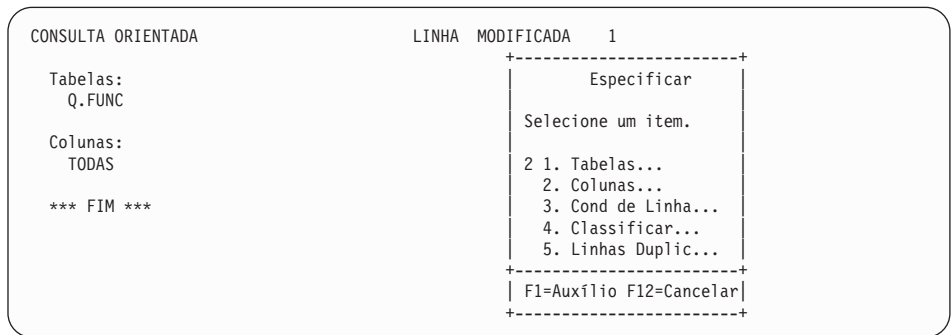 CONSULTA ORIENTADA LINHA MODIFICADA 1
Tabelas:
Q.FUNC
Colunas:
TODAS
*** FIM ***
Especificar
Selecione um item.
2 1. Tabelas...
2. Colunas...
3. Cond de Linha...
4. Classificar...
5. Linhas Duplic...
F1=Auxílio F12=Cancelar